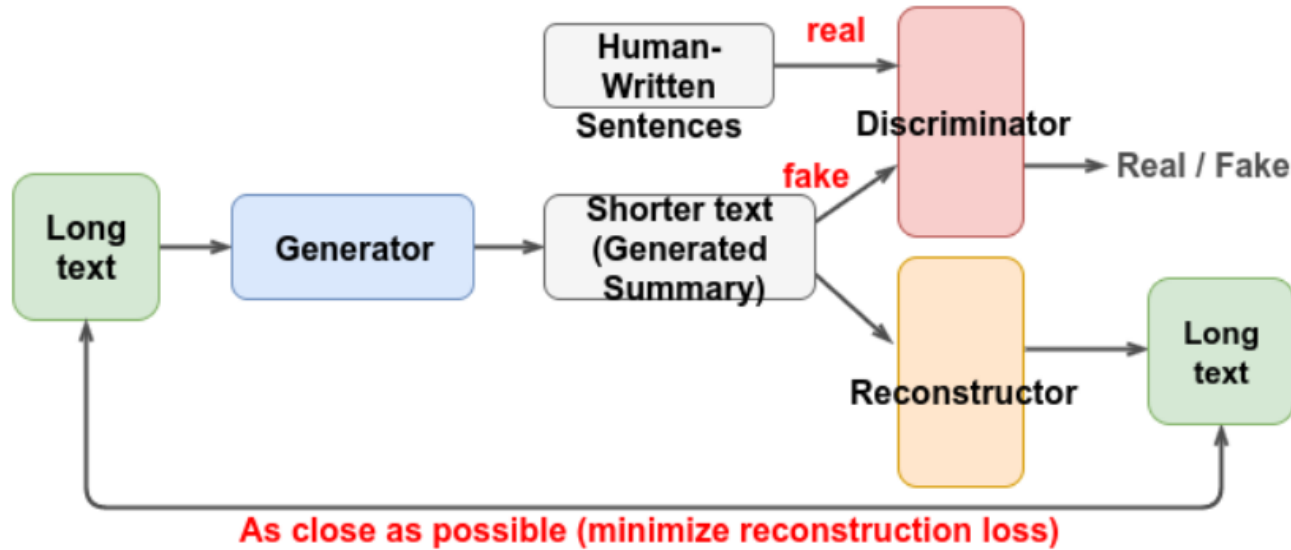 Human-
Written
Sentences
real
Discriminator
Real / Fake
fake
Long
text
Generator
Shorter text
(Generated
Summary)
Reconstructor
Long
text
As close as possible (minimize reconstruction loss)